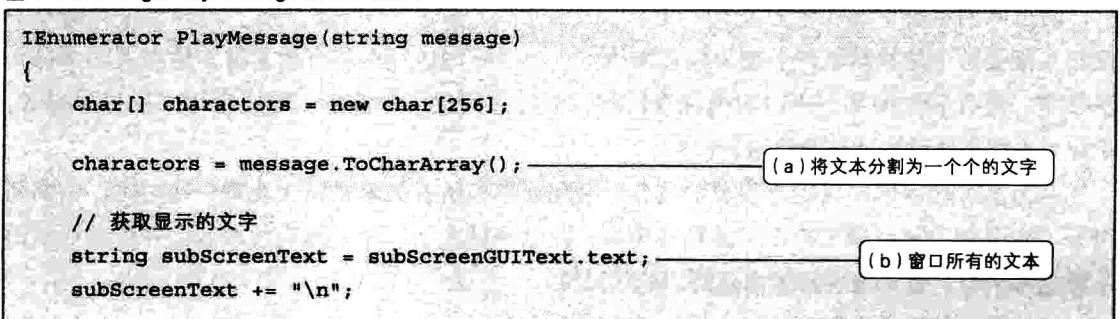 IEnumerator PlayMessage(string message)
{
    char[] charactors = new char[256];
    charactors = message.ToCharArray();
(a)将文本分割为一个个的文字
    // 获取显示的文字
    string subScreenText = subScreenGUIText.text;
(b)窗口所有的文本
    subScreenText += "\n";